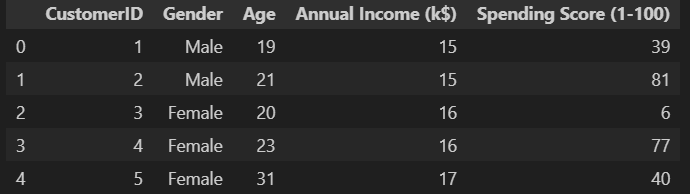 CustomerID Gender Age Annual Income (k$) Spending Score (1-100)
0 1 Male 19 15 39
1 2 Male 21 15 81
2 3 Female 20 16 6
3 4 Female 23 16 77
4 5 Female 31 17 40